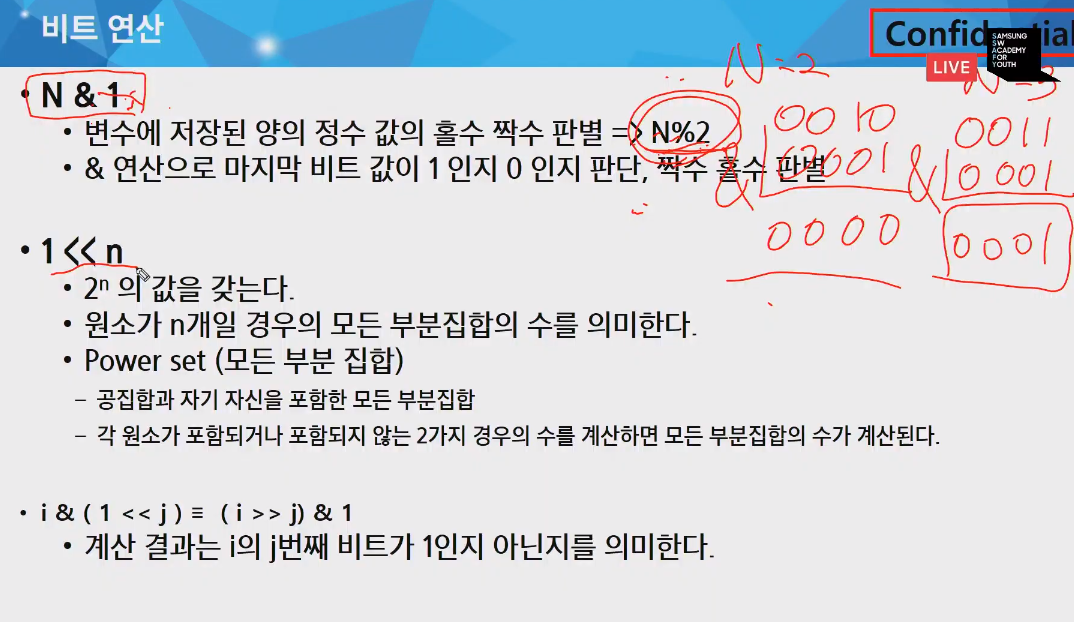 비트 연산
Confidential
SAMSUNG
SW
ACADEMY
FOR
YOUTH
LIVE
N = 2
N = 3
• N & 1
• 변수에 저장된 양의 정수 값의 홀수 짝수 판별 => N%2
• & 연산으로 마지막 비트 값이 1 인지 0 인지 판단, 짝수 홀수 판별
0010
& 0001
0000
0011
& 0001
0001
• 1 << n
• 2ⁿ 의 값을 갖는다.
• 원소가 n개일 경우의 모든 부분집합의 수를 의미한다.
• Power set (모든 부분 집합)
– 공집합과 자기 자신을 포함한 모든 부분집합
– 각 원소가 포함되거나 포함되지 않는 2가지 경우의 수를 계산하면 모든 부분집합의 수가 계산된다.
• i & ( 1 << j ) ≡ ( i >> j) & 1
• 계산 결과는 i의 j번째 비트가 1인지 아닌지를 의미한다.